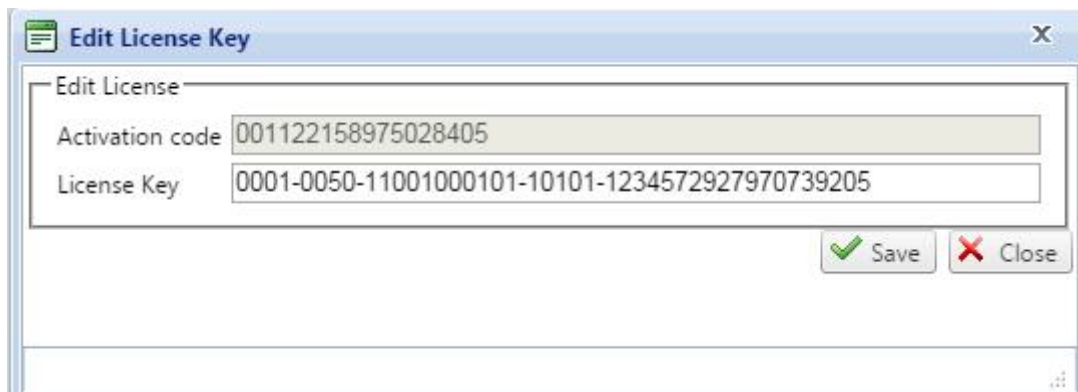 Edit License Key
Edit License
Activation code 001122158975028405
License Key 0001-0050-11001000101-10101-1234572927970739205
Save Close